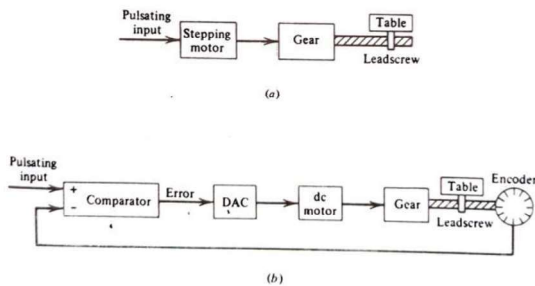 Pulsating
input
Stepping
motor
Gear
Table
Leadscrew
(a)
Pulsating
input
+
−
Comparator
Error
DAC
dc
motor
Gear
Table
Leadscrew
Encoder
(b)